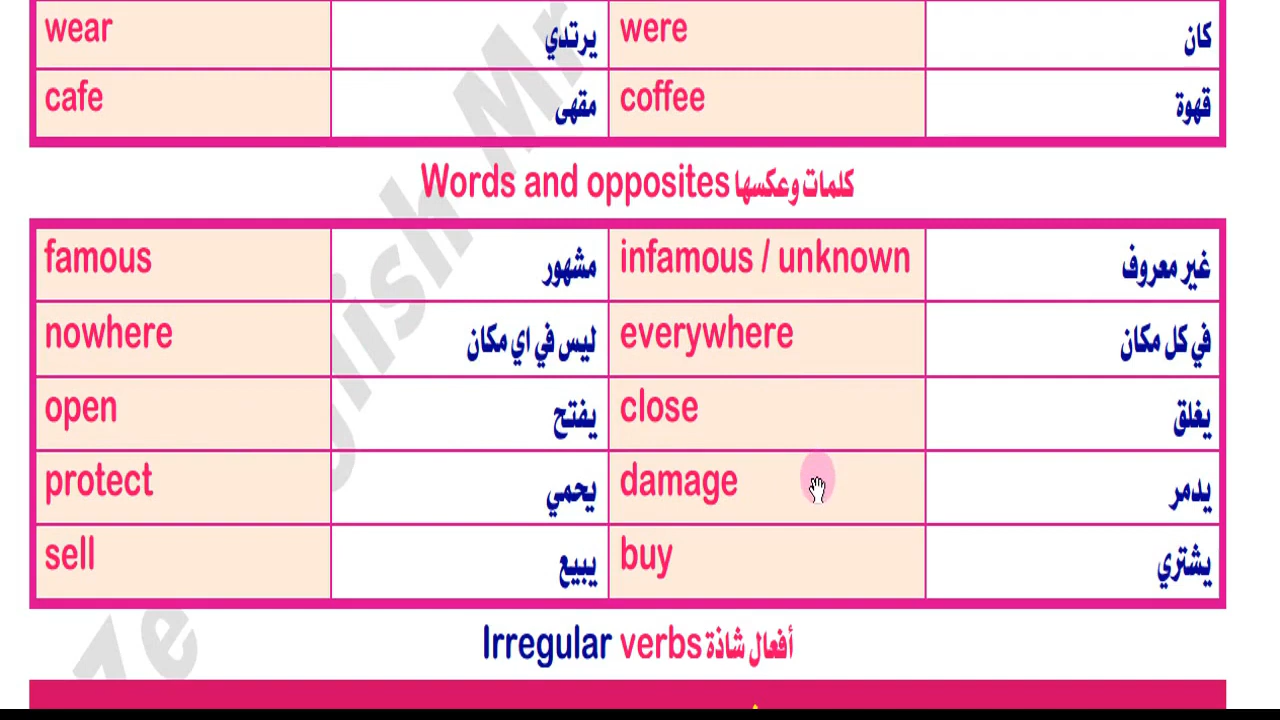 wear يرتدي were كان
cafe مقهى coffee قهوة
Words and opposites كلمات وعكسها
famous مشهور infamous / unknown غير معروف
nowhere ليس في اي مكان everywhere في كل مكان
open يفتح close يغلق
protect يحمي damage يدمر
sell يبيع buy يشتري
Irregular verbs أفعال شاذة